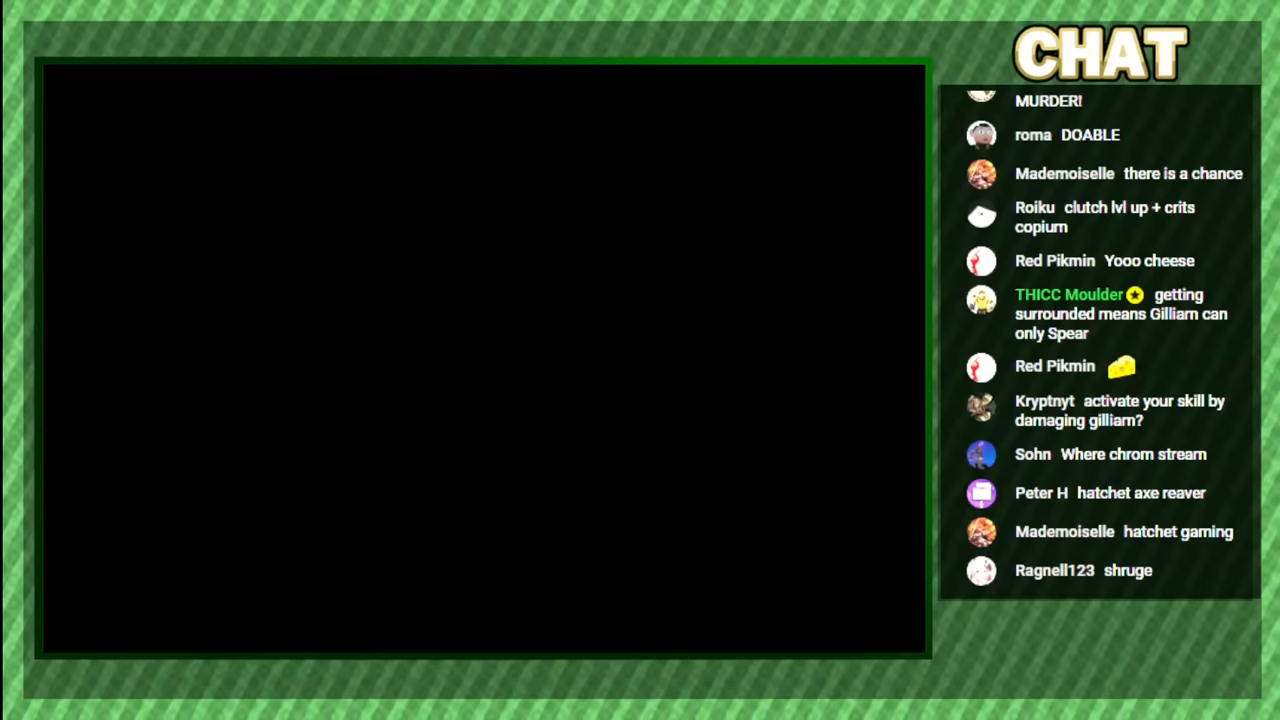 CHAT
MURDER!
roma DOABLE
Mademoiselle there is a chance
Roiku clutch lvl up + crits
copium
Red Pikmin Yooo cheese
THICC Moulder getting
surrounded means Gilliam can
only Spear
Red Pikmin
Kryptnyt activate your skill by
damaging gilliam?
Sohn Where chrom stream
Peter H hatchet axe reaver
Mademoiselle hatchet gaming
Ragnell123 shruge